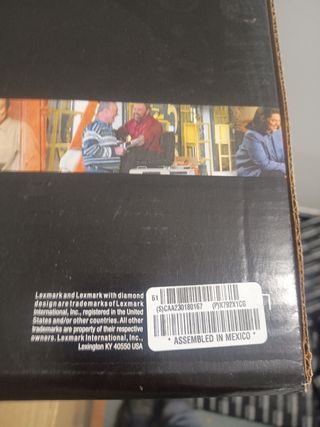 Lexmark and Lexmark with diamond
design are trademarks of Lexmark
International, Inc., registered in the United
States and/or other countries. All other
trademarks are property of their respective
owners. Lexmark International, Inc.,
Lexington KY 40550 USA
61
(S)CAA230180167 (P)X792X1CG
* ASSEMBLED IN MEXICO *